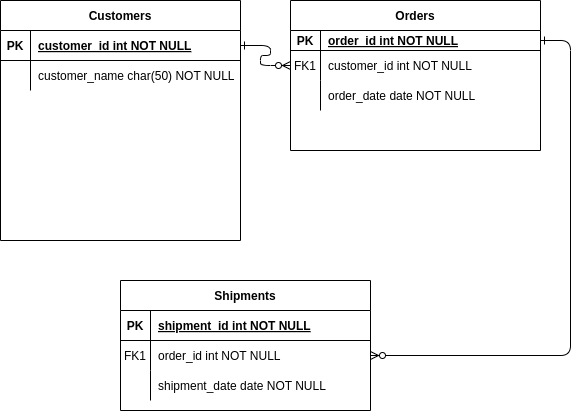 Customers
PK customer_id int NOT NULL
customer_name char(50) NOT NULL
Orders
PK order_id int NOT NULL
FK1 customer_id int NOT NULL
order_date date NOT NULL
Shipments
PK shipment_id int NOT NULL
FK1 order_id int NOT NULL
shipment_date date NOT NULL